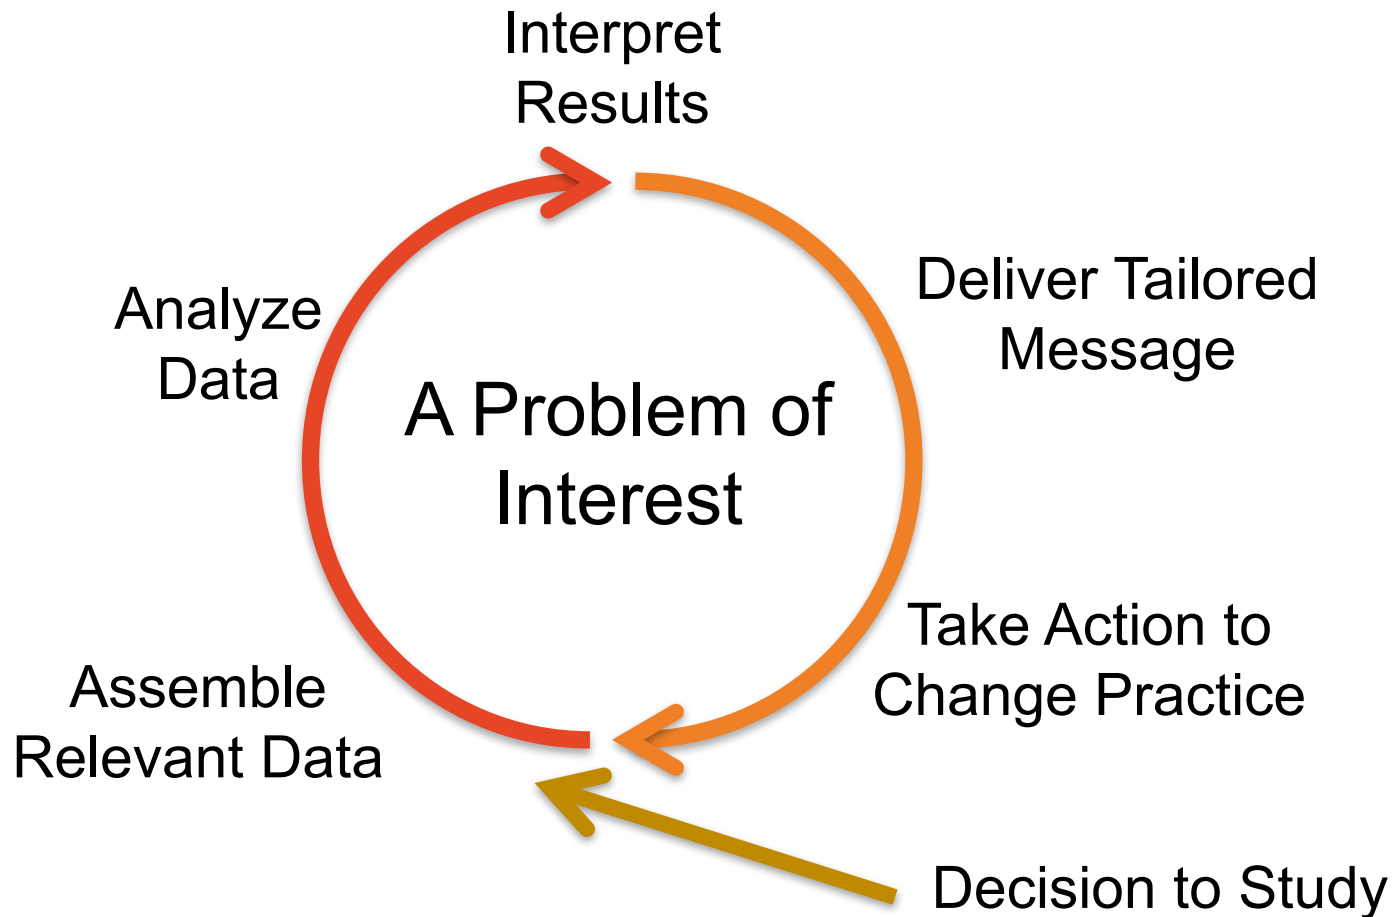 Interpret
Results
Deliver Tailored
Message
Analyze
Data
A Problem of
Interest
Take Action to
Change Practice
Assemble
Relevant Data
Decision to Study